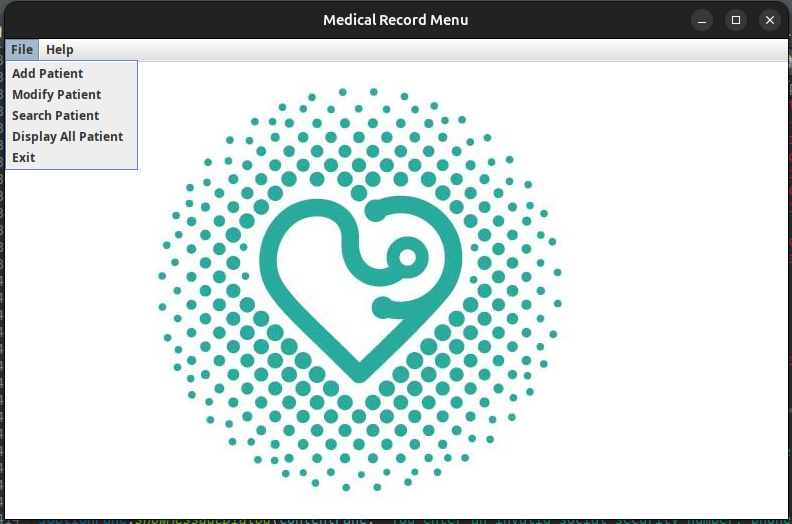 Medical Record Menu
File Help
Add Patient
Modify Patient
Search Patient
Display All Patient
Exit